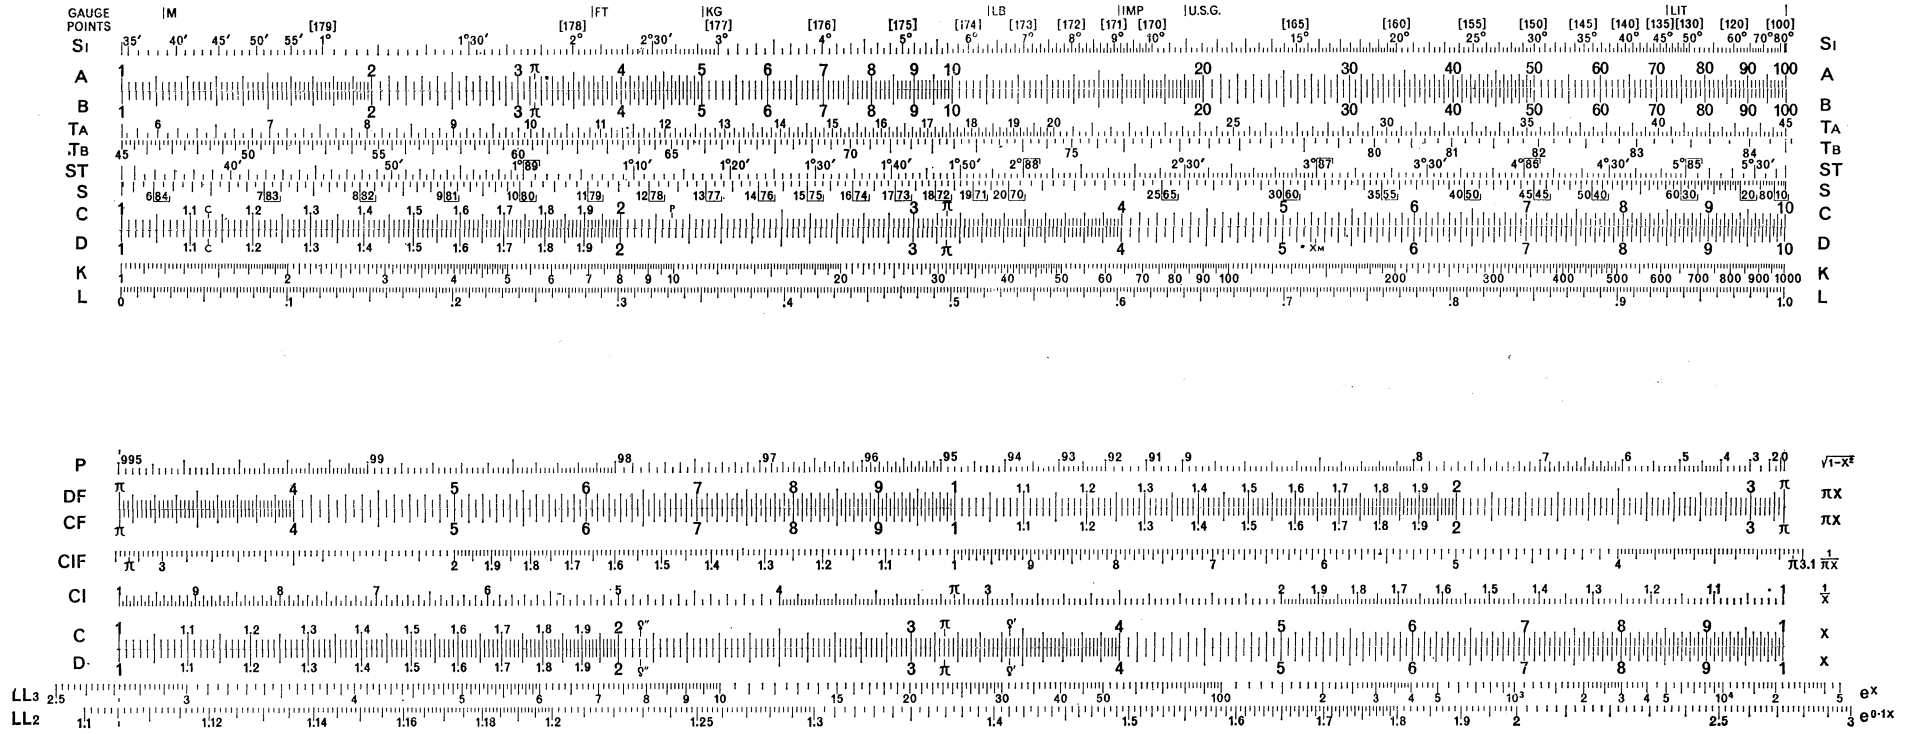 GAUGE POINTS M FT KG LB IMP U.S.G. LIT
[179] [178] [177] [176] [175] [174] [173] [172] [171] [170] [165] [160] [155] [150] [145] [140] [135] [130] [120] [100]
S1 35′ 40′ 45′ 50′ 55′ 1° 1°30′ 2° 2°30′ 3° 4° 5° 6° 7° 8° 9° 10° 15° 20° 25° 30° 35° 40° 45° 50° 60° 70° 80° S1
A 1 2 3 π 4 5 6 7 8 9 10 20 30 40 50 60 70 80 90 100 A
B 1 2 3 π 4 5 6 7 8 9 10 20 30 40 50 60 70 80 90 100 B
TA 6 7 8 9 10 11 12 13 14 15 16 17 18 19 20 25 30 35 40 45 TA
TB 45 50 55 60 65 70 75 80 81 82 83 84 TB
ST 40′ 50′ 1°89 1°10′ 1°20′ 1°30′ 1°40′ 1°50′ 2°88 2°30′ 3°87 3°30′ 4°86 4°30′ 5°85 5°30′ ST
S 6 84 7 83 8 82 9 81 10 80 11 79 12 78 13 77 14 76 15 75 16 74 17 73 18 72 19 71 20 70 25 65 30 60 35 55 40 50 45 45 50 40 60 30 20 80 10 S
C 1 1.1 C 1.2 1.3 1.4 1.5 1.6 1.7 1.8 1.9 2 3 π 4 5 6 7 8 9 10 C
D 1 1.1 C 1.2 1.3 1.4 1.5 1.6 1.7 1.8 1.9 2 3 π 4 5 XM 6 7 8 9 10 D
K 1 2 3 4 5 6 7 8 9 10 20 30 40 50 60 70 80 90 100 200 300 400 500 600 700 800 900 1000 K
L 0 .1 .2 .3 .4 .5 .6 .7 .8 .9 1.0 L
P .995 .99 .98 .97 .96 .95 .94 .93 .92 .91 .9 .8 .7 .6 .5 .4 .3 .2 0 √1-X²
DF π 4 5 6 7 8 9 1 1.1 1.2 1.3 1.4 1.5 1.6 1.7 1.8 1.9 2 3 π πX
CF π 4 5 6 7 8 9 1 1.1 1.2 1.3 1.4 1.5 1.6 1.7 1.8 1.9 2 3 π πX
CIF π 3 2 1.9 1.8 1.7 1.6 1.5 1.4 1.3 1.2 1.1 1 9 8 7 6 5 4 π 3.1 1/πX
CI 1 9 8 7 6 5 4 π 3 2 1.9 1.8 1.7 1.6 1.5 1.4 1.3 1.2 1.1 1 1/X
C 1 1.1 1.2 1.3 1.4 1.5 1.6 1.7 1.8 1.9 2 ρ″ 3 π ρ′ 4 5 6 7 8 9 1 X
D 1 1.1 1.2 1.3 1.4 1.5 1.6 1.7 1.8 1.9 2 ρ″ 3 π ρ′ 4 5 6 7 8 9 1 X
LL3 2.5 3 4 5 6 7 8 9 10 15 20 30 40 50 100 2 3 4 5 10³ 2 3 4 5 10⁴ 2 5 eX
LL2 1.1 1.12 1.14 1.16 1.18 1.2 1.25 1.3 1.4 1.5 1.6 1.7 1.8 1.9 2 2.5 3 e0·1X